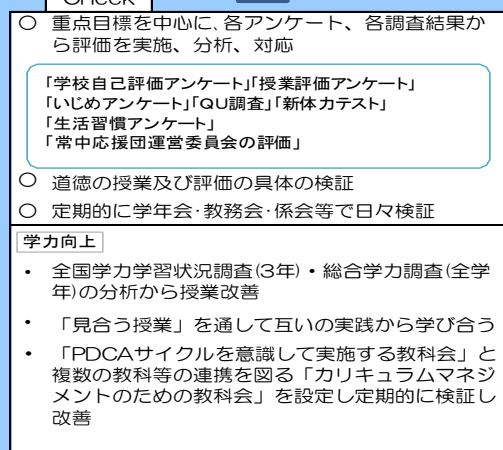 Check
○ 重点目標を中心に、各アンケート、各調査結果か
ら評価を実施、分析、対応
「学校自己評価アンケート」「授業評価アンケート」
「いじめアンケート」「QU調査」「新体力テスト」
「生活習慣アンケート」
「常中応援団運営委員会の評価」
○ 道徳の授業及び評価の具体の検証
○ 定期的に学年会・教務会・係会等で日々検証
学力向上
・ 全国学力学習状況調査(3年)・総合学力調査(全学
年)の分析から授業改善
・ 「見合う授業」を通して互いの実践から学び合う
・ 「PDCAサイクルを意識して実施する教科会」と
複数の教科等の連携を図る「カリキュラムマネジ
メントのための教科会」を設定し定期的に検証し
改善